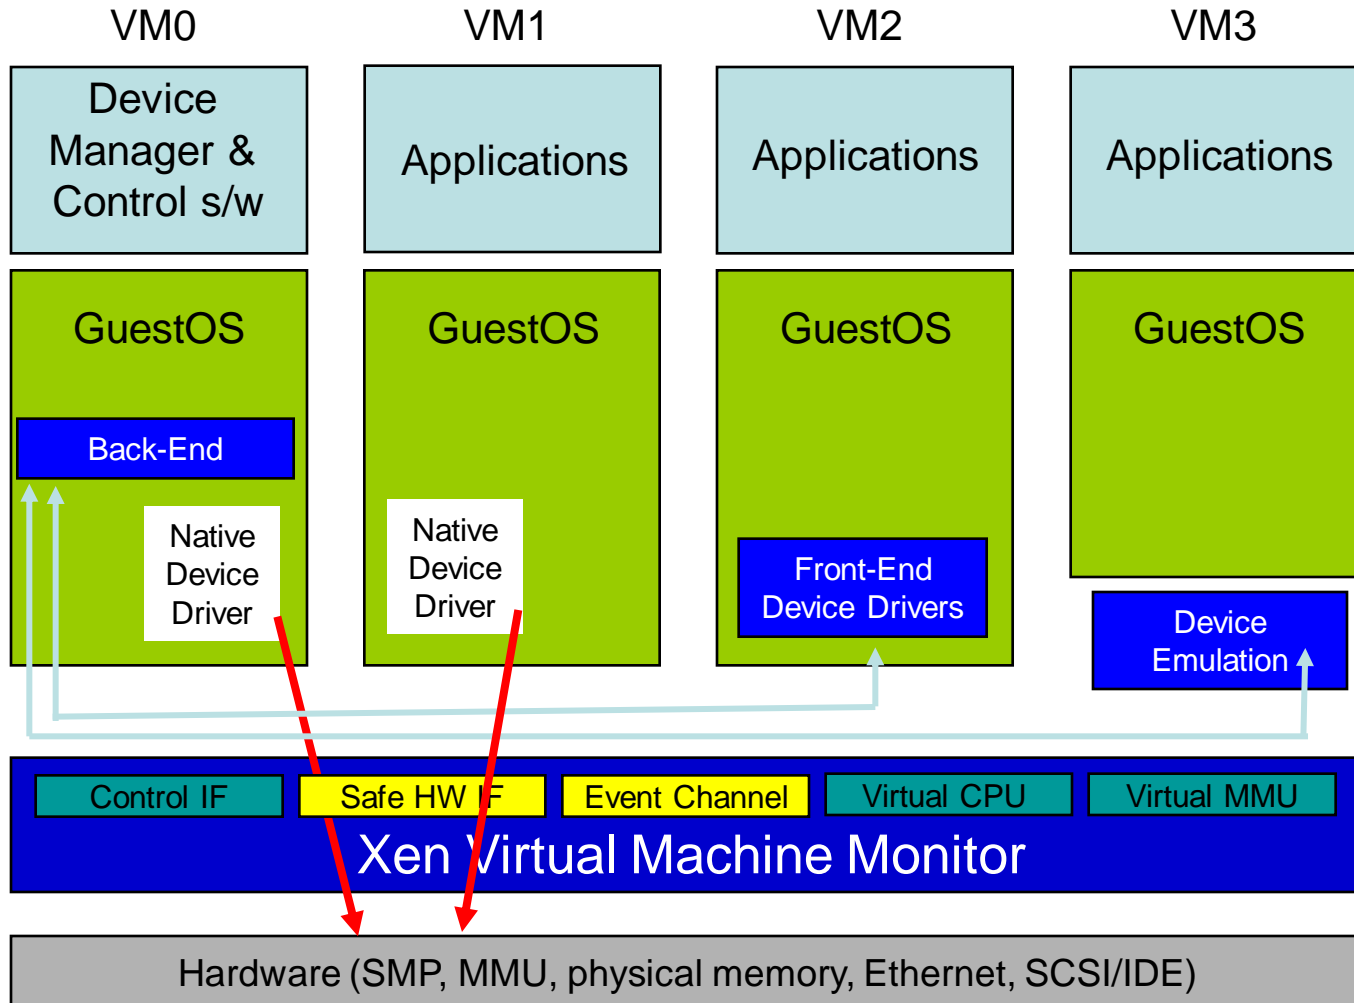 VM0
VM1
VM2
VM3
Device
Manager &
Control s/w
Applications
Applications
Applications
GuestOS
GuestOS
GuestOS
GuestOS
Back-End
Native
Device
Driver
Native
Device
Driver
Front-End
Device Drivers
Device
Emulation
Control IF
Safe HW IF
Event Channel
Virtual CPU
Virtual MMU
Xen Virtual Machine Monitor
Hardware (SMP, MMU, physical memory, Ethernet, SCSI/IDE)